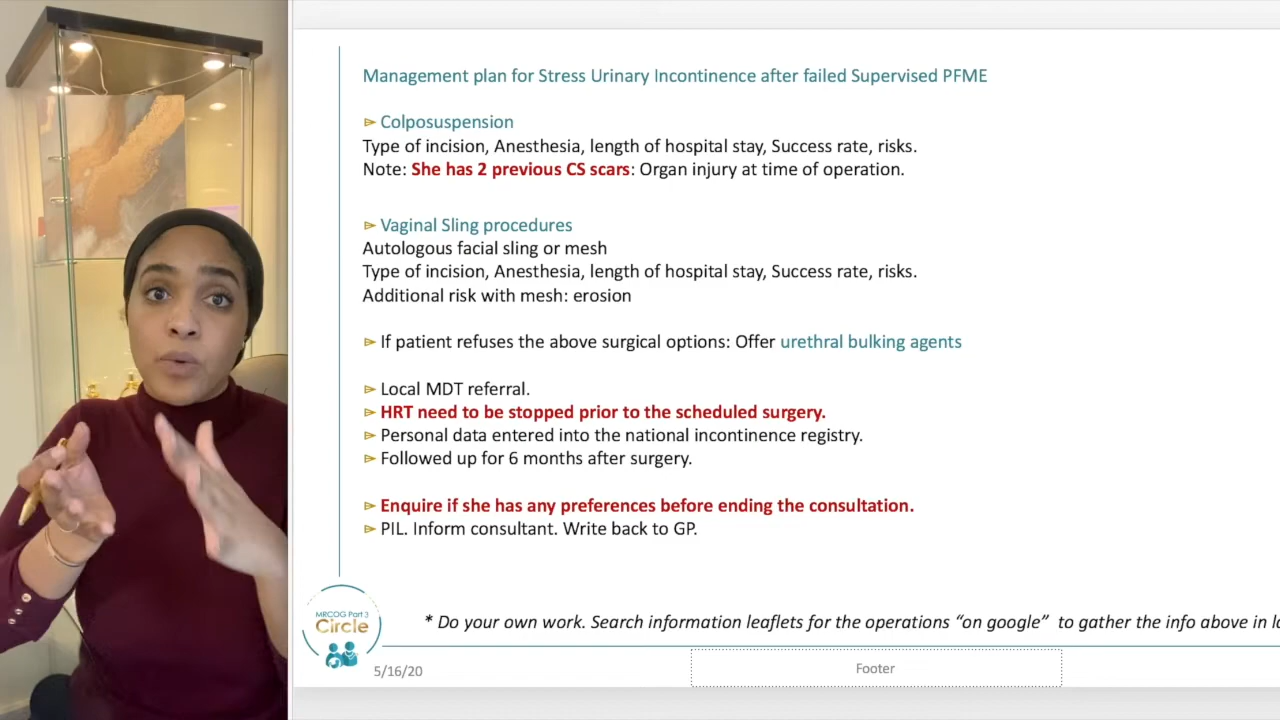 Management plan for Stress Urinary Incontinence after failed Supervised PFME
Colposuspension
Type of incision, Anesthesia, length of hospital stay, Success rate, risks.
Note: She has 2 previous CS scars: Organ injury at time of operation.
Vaginal Sling procedures
Autologous facial sling or mesh
Type of incision, Anesthesia, length of hospital stay, Success rate, risks.
Additional risk with mesh: erosion
If patient refuses the above surgical options: Offer urethral bulking agents
Local MDT referral.
HRT need to be stopped prior to the scheduled surgery.
Personal data entered into the national incontinence registry.
Followed up for 6 months after surgery.
Enquire if she has any preferences before ending the consultation.
PIL. Inform consultant. Write back to GP.
MRCOG Part 3
Circle
* Do your own work. Search information leaflets for the operations “on google” to gather the info above in
5/16/20
Footer